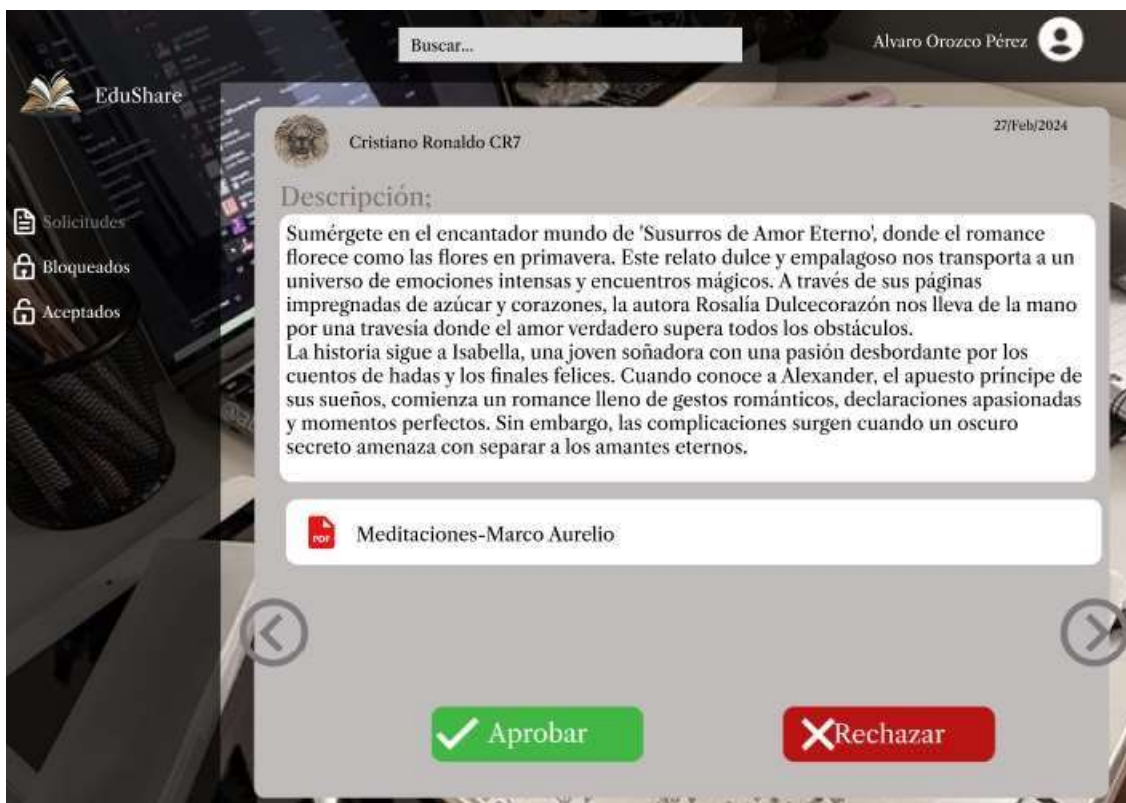 Buscar...
Alvaro Orozco Pérez
EduShare
Cristiano Ronaldo CR7
27/Feb/2024
Descripción;
Solicitudes
Bloqueados
Aceptados
Sumérgete en el encantador mundo de 'Susurros de Amor Eterno', donde el romance
florece como las flores en primavera. Este relato dulce y empalagoso nos transporta a un
universo de emociones intensas y encuentros mágicos. A través de sus páginas
impregnadas de azúcar y corazones, la autora Rosalía Dulcecorazón nos lleva de la mano
por una travesía donde el amor verdadero supera todos los obstáculos.
La historia sigue a Isabella, una joven soñadora con una pasión desbordante por los
cuentos de hadas y los finales felices. Cuando conoce a Alexander, el apuesto príncipe de
sus sueños, comienza un romance lleno de gestos románticos, declaraciones apasionadas
y momentos perfectos. Sin embargo, las complicaciones surgen cuando un oscuro
secreto amenaza con separar a los amantes eternos.
PDF
Meditaciones-Marco Aurelio
Aprobar
Rechazar